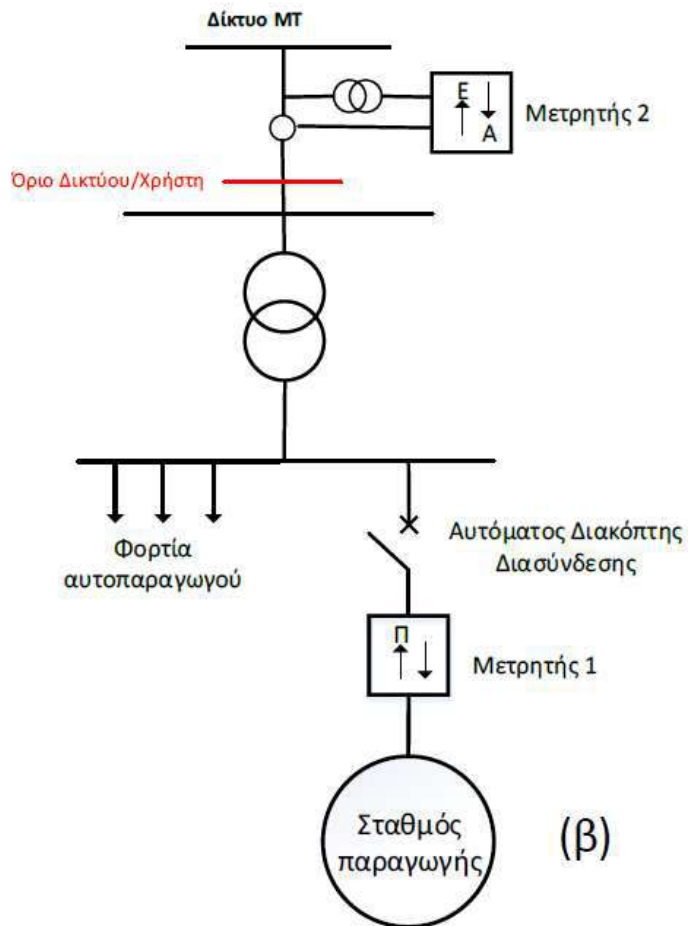 Δίκτυο ΜΤ
Ε
Α
Μετρητής 2
Όριο Δικτύου/Χρήστη
Φορτία
αυτοπαραγωγού
Αυτόματος Διακόπτης
Διασύνδεσης
Π
Μετρητής 1
Σταθμός
παραγωγής
(β)